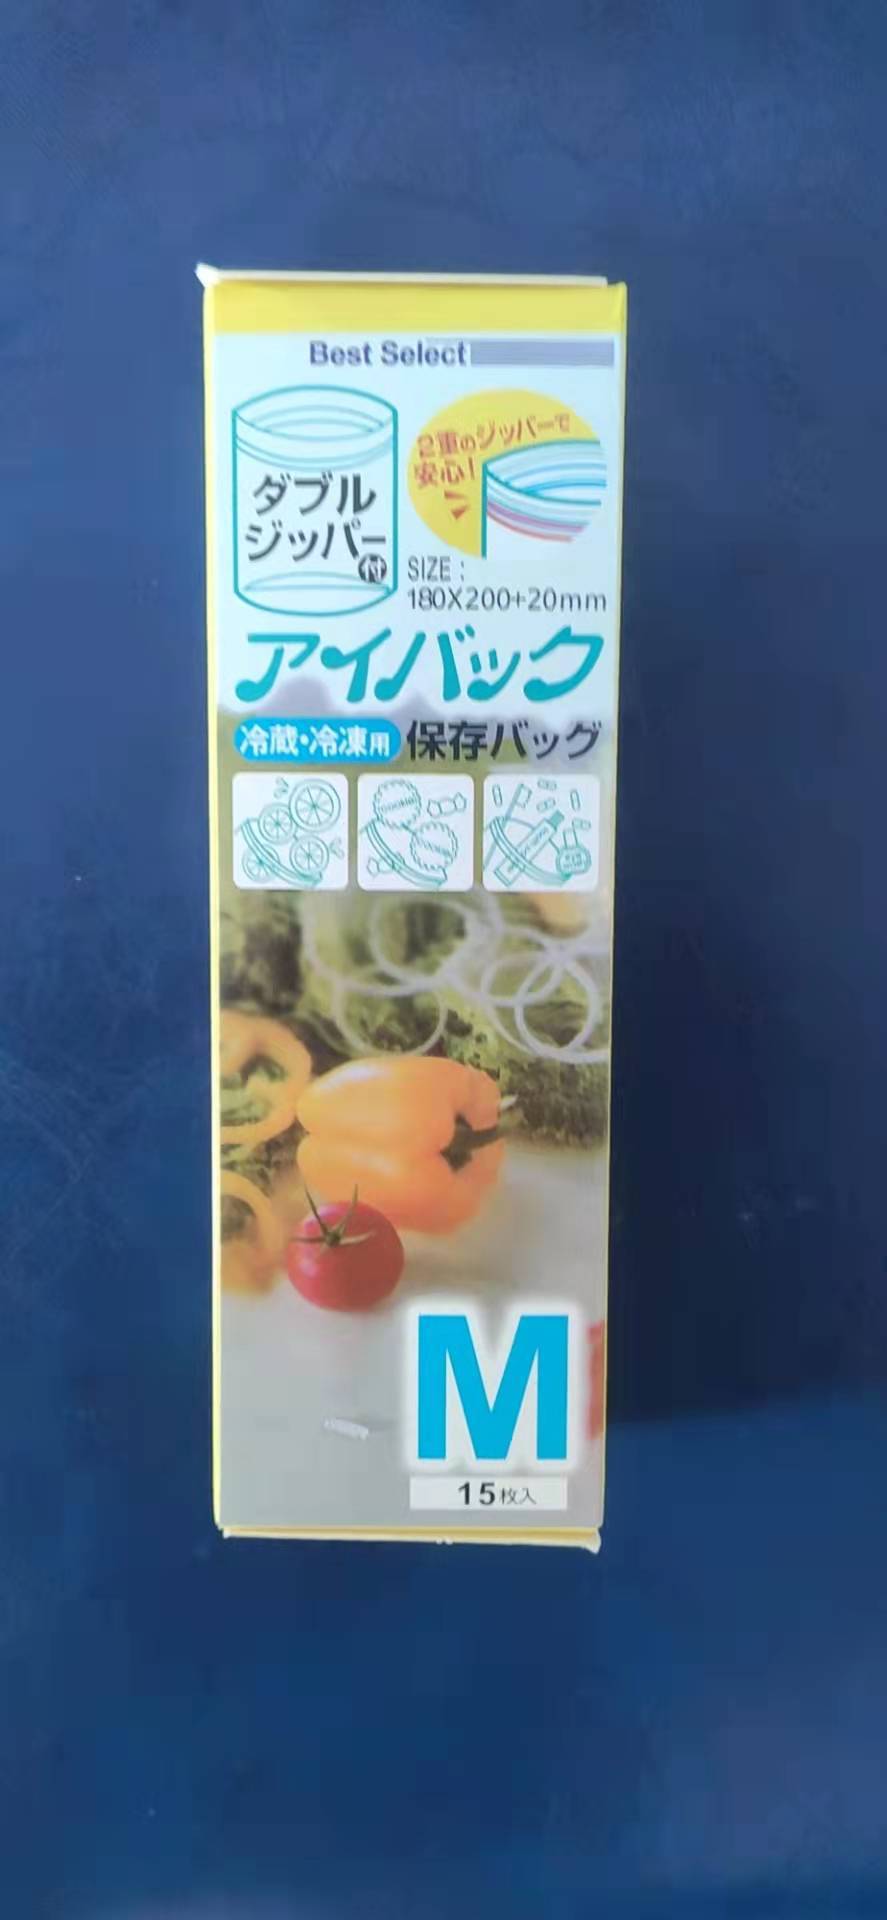 Best Select
ダブル
ジッパー付
2重のジッパーで
安心!
SIZE:
180X200+20mm
アイバック
冷蔵・冷凍用 保存バッグ
M
15枚入